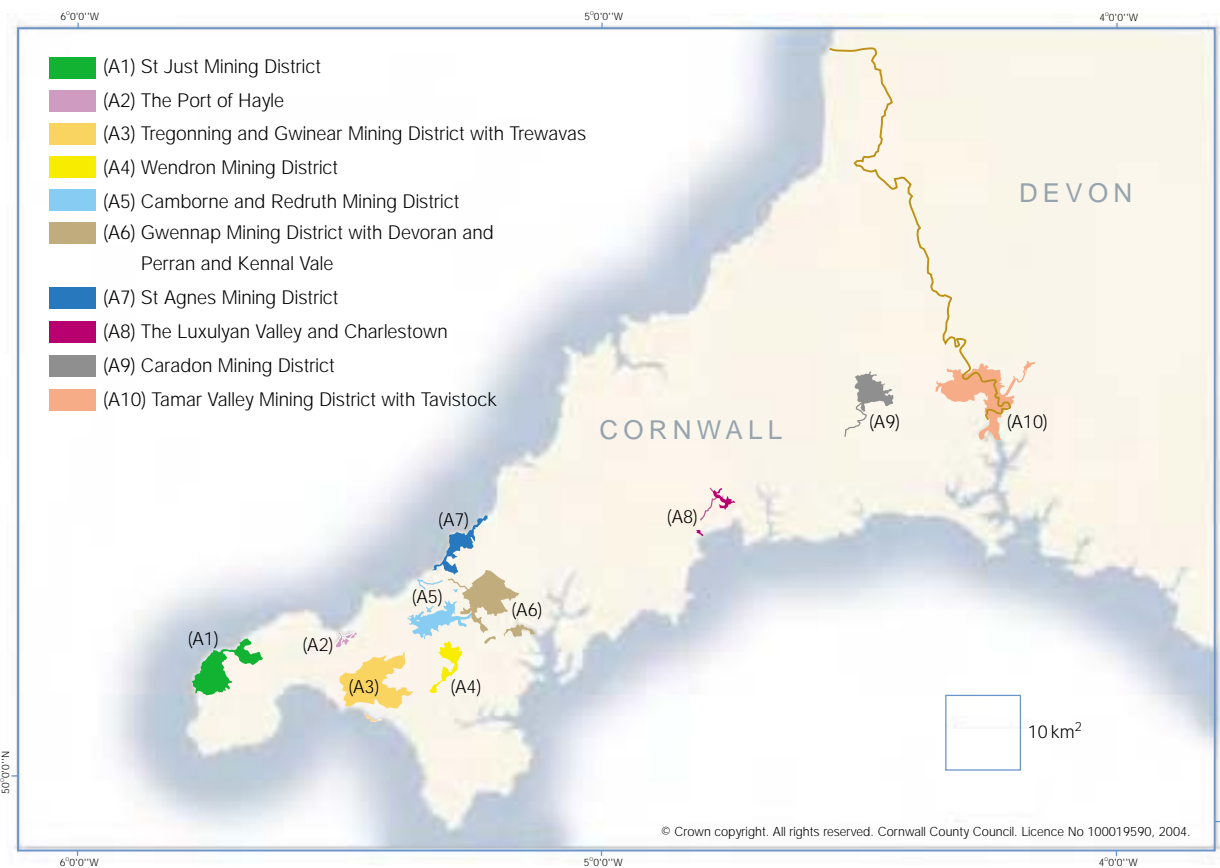 6°0'0''W
5°0'0''W
4°0'0''W
(A1) St Just Mining District
(A2) The Port of Hayle
(A3) Tregonning and Gwinear Mining District with Trewavas
(A4) Wendron Mining District
(A5) Camborne and Redruth Mining District
(A6) Gwennap Mining District with Devoran and
Perran and Kennal Vale
(A7) St Agnes Mining District
(A8) The Luxulyan Valley and Charlestown
(A9) Caradon Mining District
(A10) Tamar Valley Mining District with Tavistock
DEVON
CORNWALL
(A9)
(A10)
(A8)
(A7)
(A5)
(A6)
(A1)
(A2)
(A3)
(A4)
10 km²
50°0'0''N
© Crown copyright. All rights reserved. Cornwall County Council. Licence No 100019590, 2004.
6°0'0''W
5°0'0''W
4°0'0''W